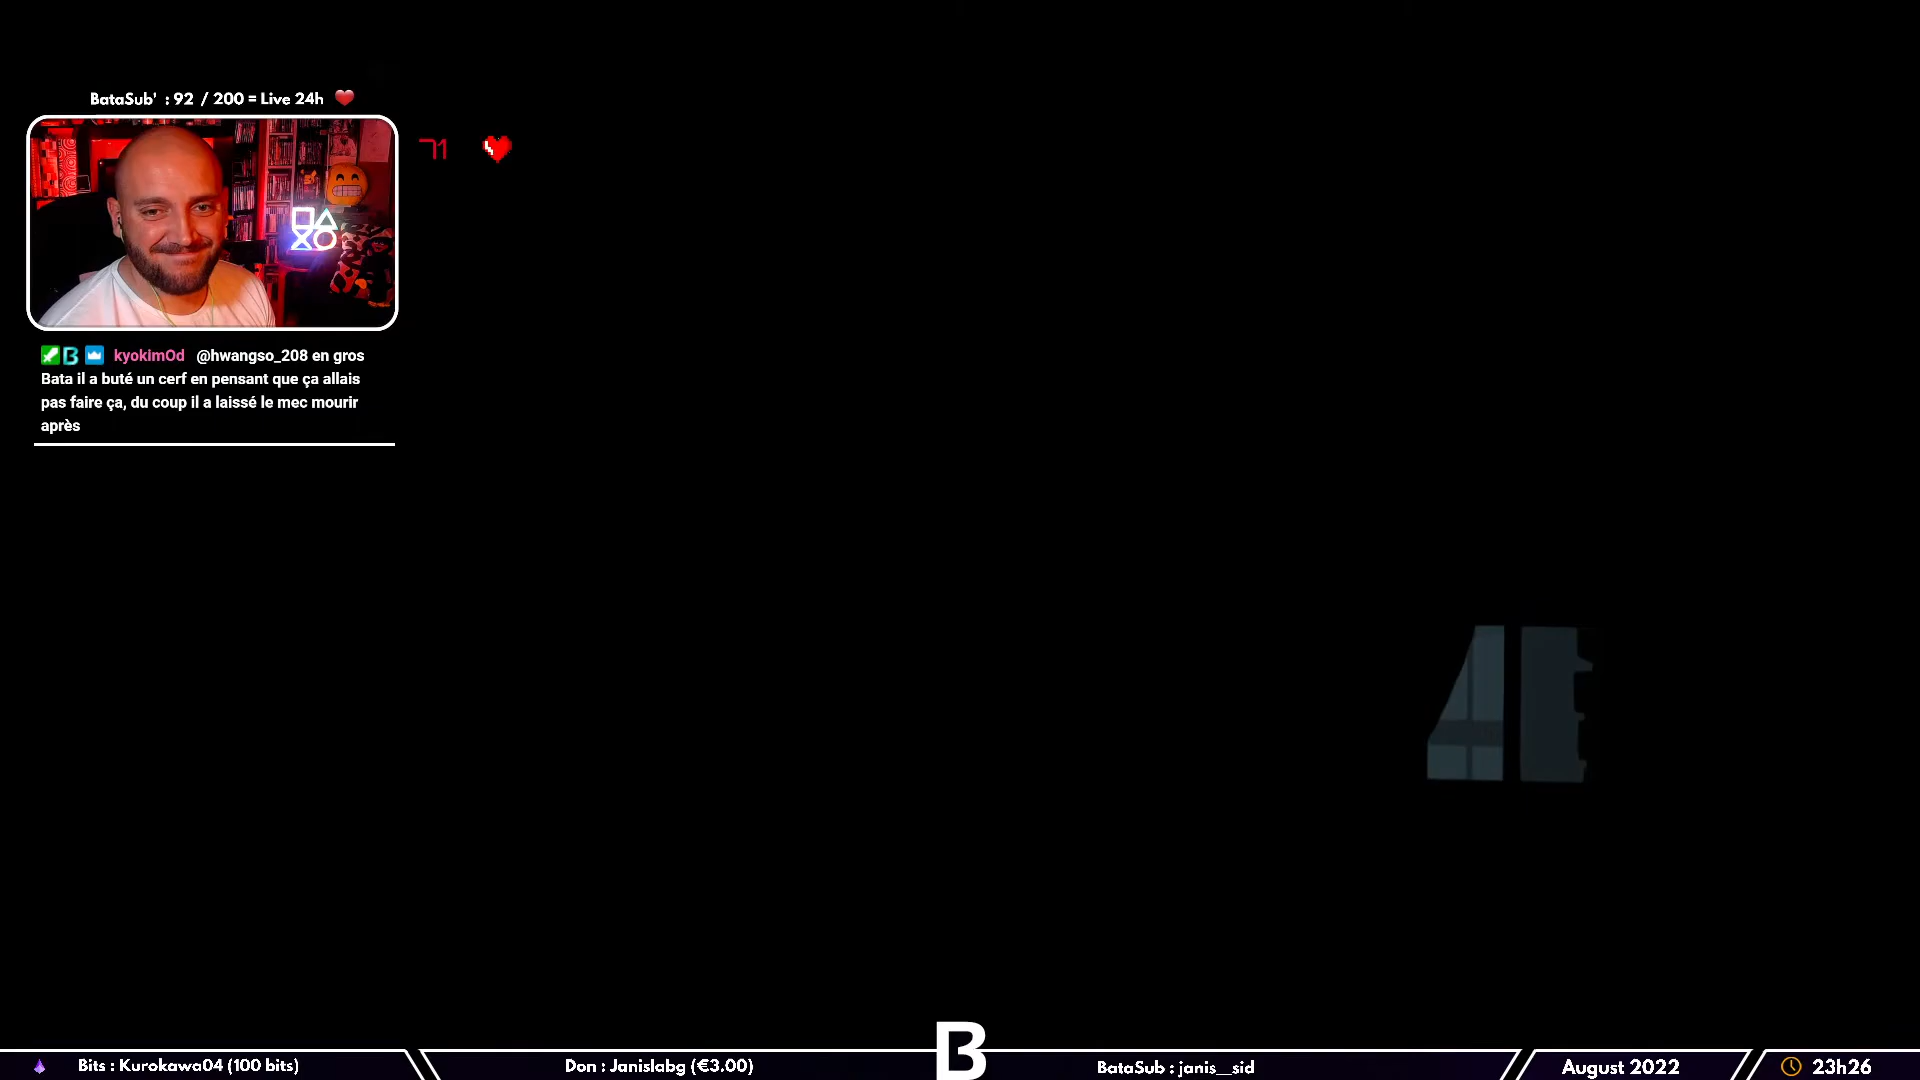 BataSub' : 92 / 200 = Live 24h
71
kyokimOd @hwangso_208 en gros
Bata il a buté un cerf en pensant que ça allais
pas faire ça, du coup il a laissé le mec mourir
après
B
Bits : Kurokawa04 (100 bits)
Don : Janislabg (€3.00)
BataSub : janis__sid
August 2022
23h26